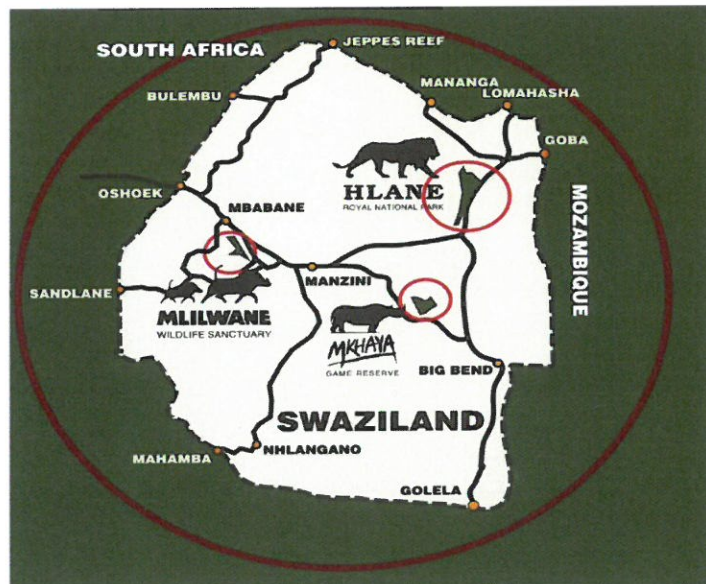 JEPPES REEF
SOUTH AFRICA
MANANGA
LOMAHASHA
BULEMBU
GOBA
HLANE
ROYAL NATIONAL PARK
OSHOEK
MBABANE
MOZAMBIQUE
MANZINI
SANDLANE
MLILWANE
WILDLIFE SANCTUARY
MKHAYA
GAME RESERVE
BIG BEND
SWAZILAND
NHLANGANO
MAHAMBA
GOLELA